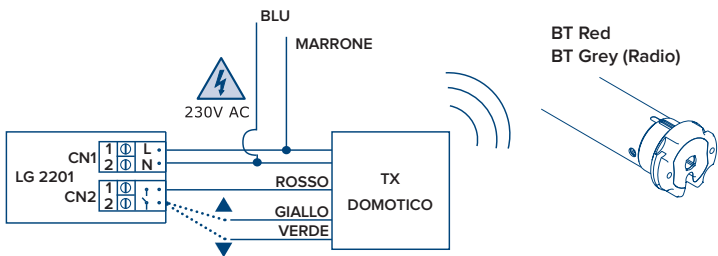 BLU
MARRONE
BT Red
BT Grey (Radio)
230V AC
LG 2201
CN1
1 L
2 N
CN2
1
2
ROSSO
GIALLO
VERDE
TX
DOMOTICO